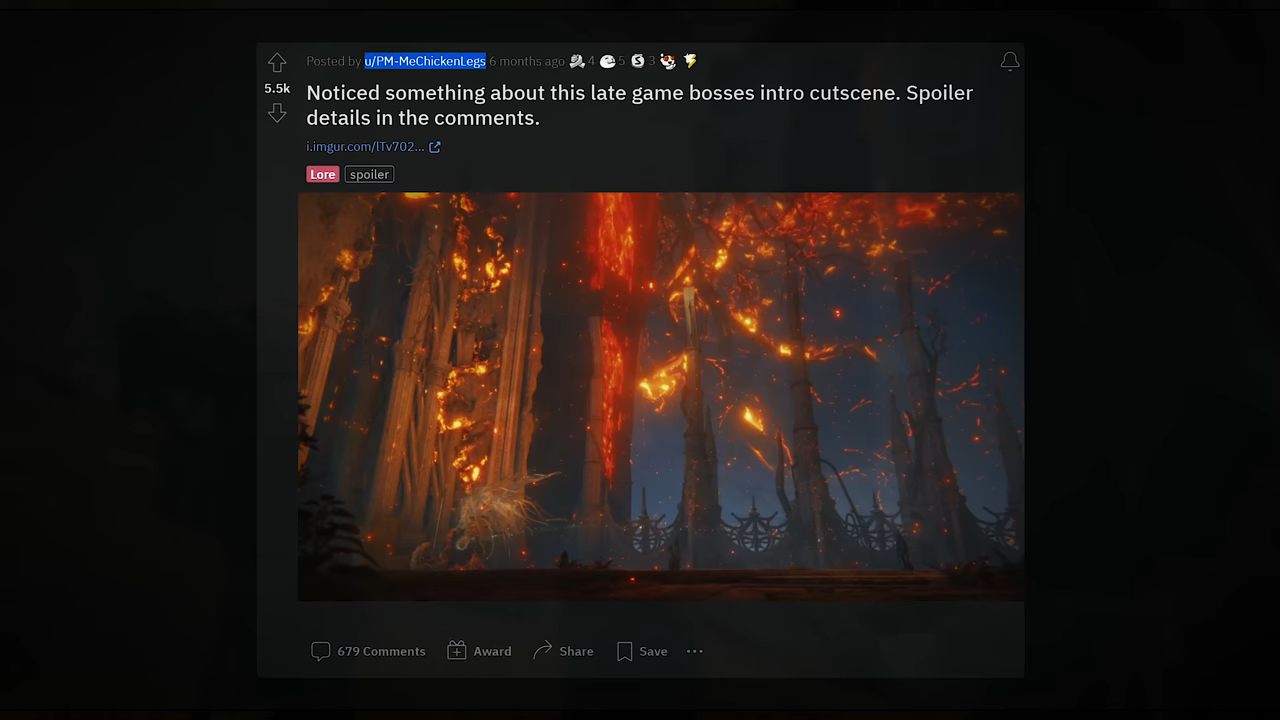 Posted by u/PM-MeChickenLegs 6 months ago 4 5 3
5.5k
Noticed something about this late game bosses intro cutscene. Spoiler
details in the comments.
i.imgur.com/lTv702...
Lore spoiler
679 Comments Award Share Save